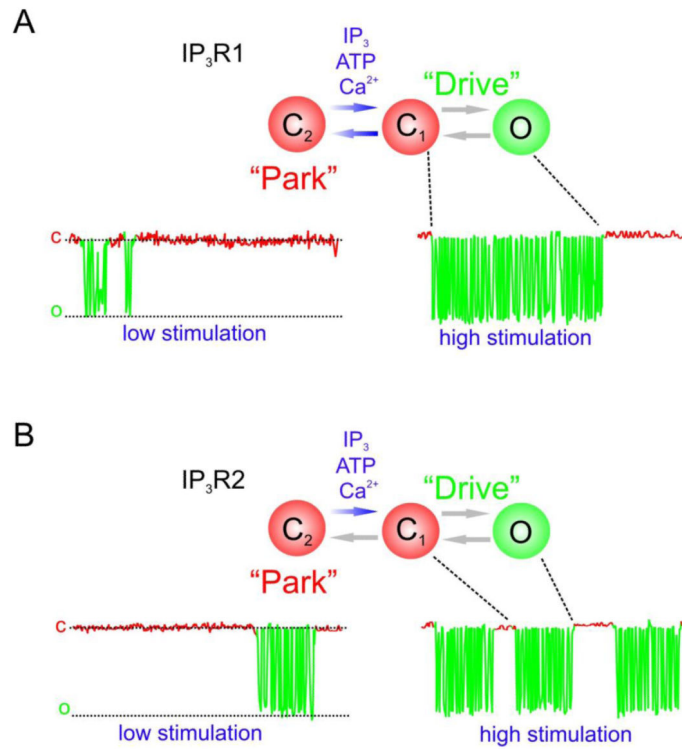 A
IP₃R1
IP₃
ATP
Ca²⁺
“Drive”
C₂ C₁ O
“Park”
C
O
low stimulation
high stimulation
B
IP₃R2
IP₃
ATP
Ca²⁺
“Drive”
C₂ C₁ O
“Park”
C
O
low stimulation
high stimulation